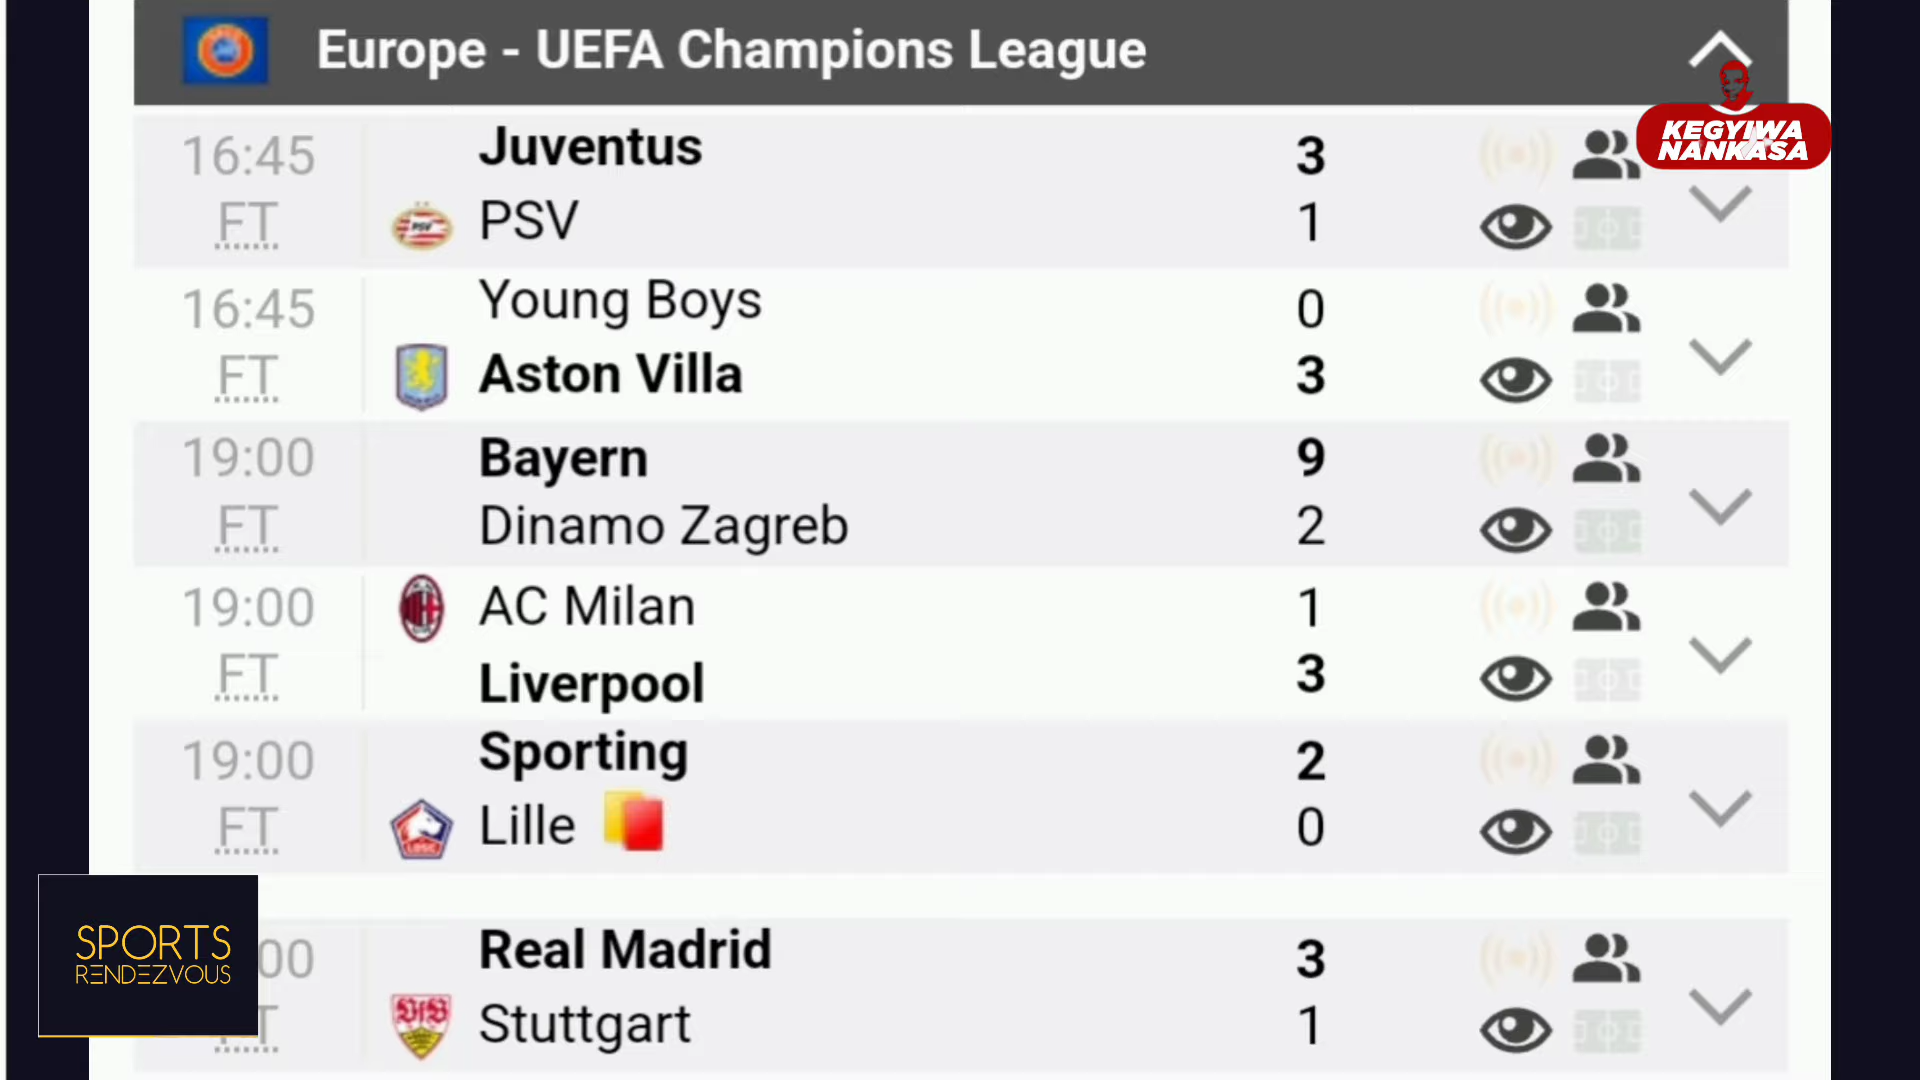 Europe - UEFA Champions League
KEGYIWA
NANKASA
16:45 Juventus 3
FT PSV 1
16:45 Young Boys 0
FT Aston Villa 3
19:00 Bayern 9
FT Dinamo Zagreb 2
19:00 AC Milan 1
FT Liverpool 3
19:00 Sporting 2
FT Lille 0
00 Real Madrid 3
T Stuttgart 1
SPORTS
RENDEZVOUS